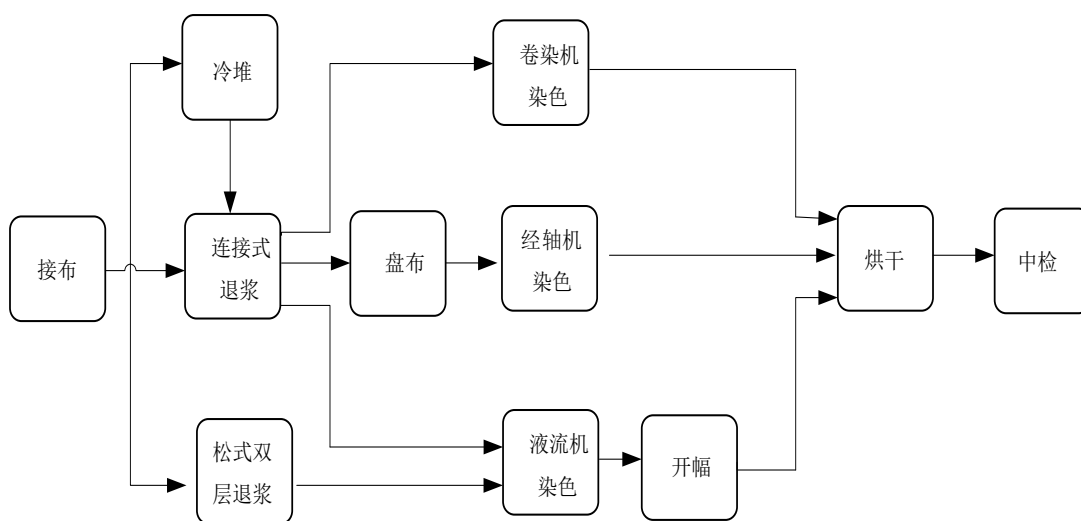 冷堆
卷染机
染色
接布
连接式
退浆
盘布
经轴机
染色
烘干
中检
松式双
层退浆
液流机
染色
开幅